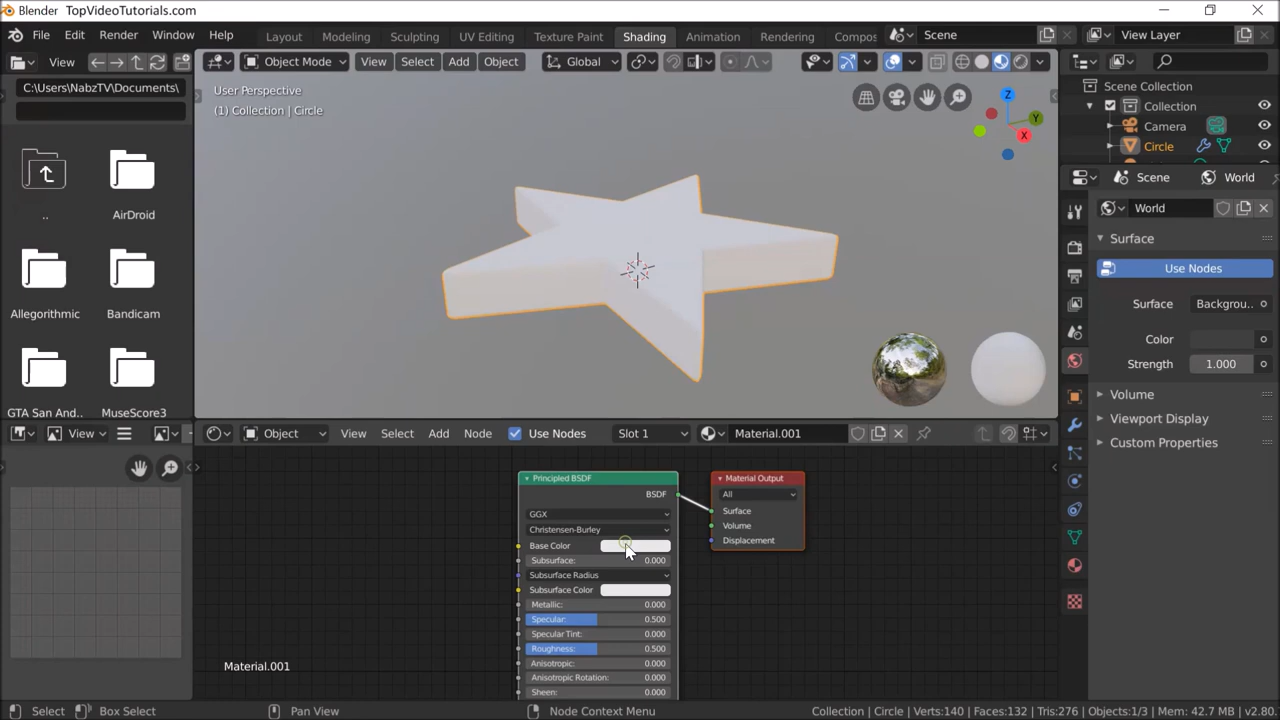 Blender TopVideoTutorials.com
File Edit Render Window Help Layout Modeling Sculpting UV Editing Texture Paint Shading Animation Rendering Compos Scene View Layer
View Object Mode View Select Add Object Global
C:\Users\NabzTV\Documents\
User Perspective
(1) Collection | Circle
Z
Y
X
Scene Collection
Collection
Camera
Circle
Scene World
World
Surface
Use Nodes
Surface Backgrou..
Color
Strength 1.000
Volume
Viewport Display
Custom Properties
..
AirDroid
Allegorithmic
Bandicam
GTA San And...
MuseScore3
View Object View Select Add Node Use Nodes Slot 1 Material.001
Principled BSDF
BSDF
GGX
Christensen-Burley
Base Color
Subsurface: 0.000
Subsurface Radius
Subsurface Color
Metallic: 0.000
Specular: 0.500
Specular Tint: 0.000
Roughness: 0.500
Anisotropic: 0.000
Anisotropic Rotation: 0.000
Sheen: 0.000
Material Output
All
Surface
Volume
Displacement
Material.001
Select Box Select Pan View Node Context Menu Collection | Circle | Verts:140 | Faces:132 | Tris:276 | Objects:1/3 | Mem: 42.7 MB | v2.80